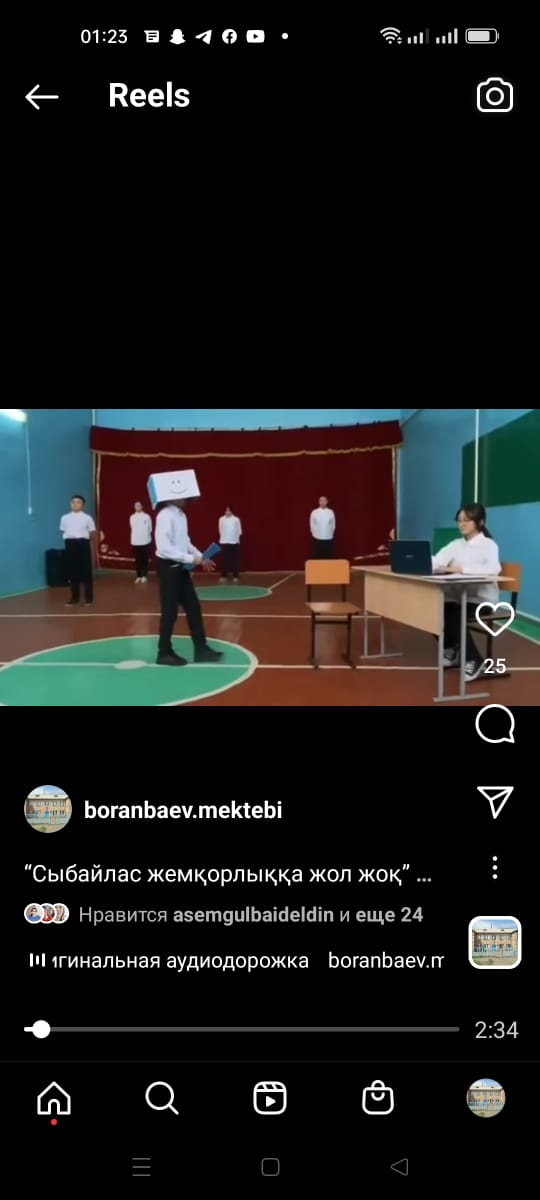 01:23
Reels
25
boranbaev.mektebi
“Сыбайлас жемқорлыққа жол жоқ” ...
Нравится asemgulbaideldin и еще 24
игинальная аудиодорожка boranbaev.m
2:34